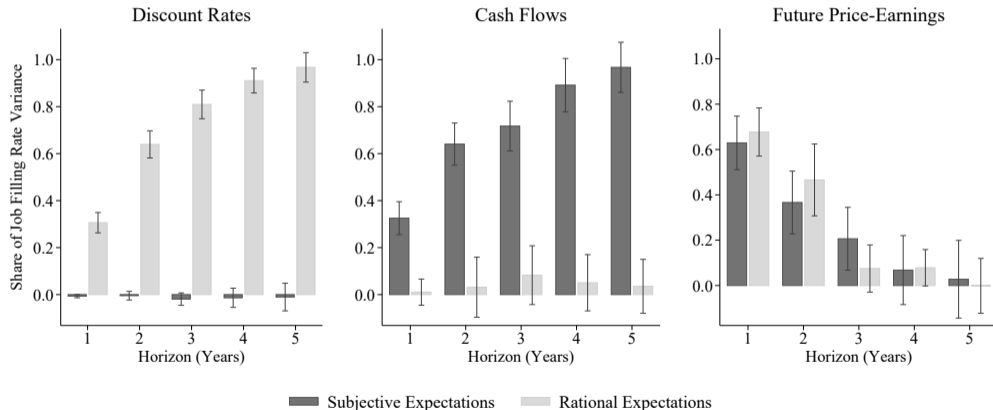 Discount Rates
Cash Flows
Future Price-Earnings
Share of Job Filling Rate Variance
1.0
0.8
0.6
0.4
0.2
0.0
1 2 3 4 5
Horizon (Years)
1.0
0.8
0.6
0.4
0.2
0.0
1 2 3 4 5
Horizon (Years)
1.0
0.8
0.6
0.4
0.2
0.0
1 2 3 4 5
Horizon (Years)
Subjective Expectations
Rational Expectations